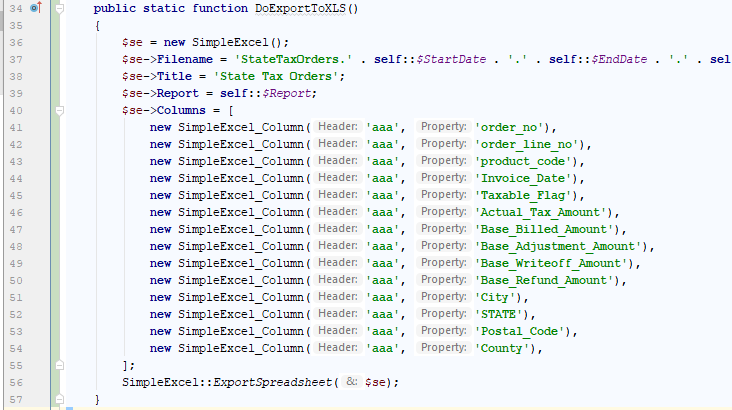 34 public static function DoExportToXLS()
35 {
36 $se = new SimpleExcel();
37 $se->Filename = 'StateTaxOrders.' . self::$StartDate . '.' . self::$EndDate . '.' . sel
38 $se->Title = 'State Tax Orders';
39 $se->Report = self::$Report;
40 $se->Columns = [
41 new SimpleExcel_Column( Header: 'aaa', Property: 'order_no'),
42 new SimpleExcel_Column( Header: 'aaa', Property: 'order_line_no'),
43 new SimpleExcel_Column( Header: 'aaa', Property: 'product_code'),
44 new SimpleExcel_Column( Header: 'aaa', Property: 'Invoice_Date'),
45 new SimpleExcel_Column( Header: 'aaa', Property: 'Taxable_Flag'),
46 new SimpleExcel_Column( Header: 'aaa', Property: 'Actual_Tax_Amount'),
47 new SimpleExcel_Column( Header: 'aaa', Property: 'Base_Billed_Amount'),
48 new SimpleExcel_Column( Header: 'aaa', Property: 'Base_Adjustment_Amount'),
49 new SimpleExcel_Column( Header: 'aaa', Property: 'Base_Writeoff_Amount'),
50 new SimpleExcel_Column( Header: 'aaa', Property: 'Base_Refund_Amount'),
51 new SimpleExcel_Column( Header: 'aaa', Property: 'City'),
52 new SimpleExcel_Column( Header: 'aaa', Property: 'STATE'),
53 new SimpleExcel_Column( Header: 'aaa', Property: 'Postal_Code'),
54 new SimpleExcel_Column( Header: 'aaa', Property: 'County'),
55 ];
56 SimpleExcel::ExportSpreadsheet( &: $se);
57 }